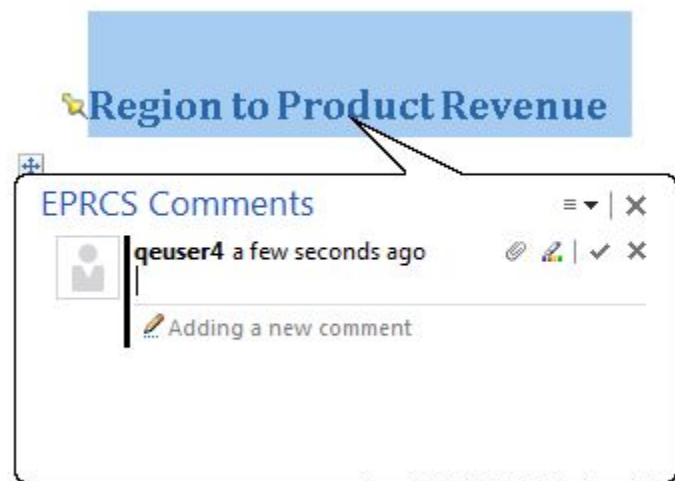 Region to Product Revenue
EPRCS Comments
qeuser4 a few seconds ago
Adding a new comment